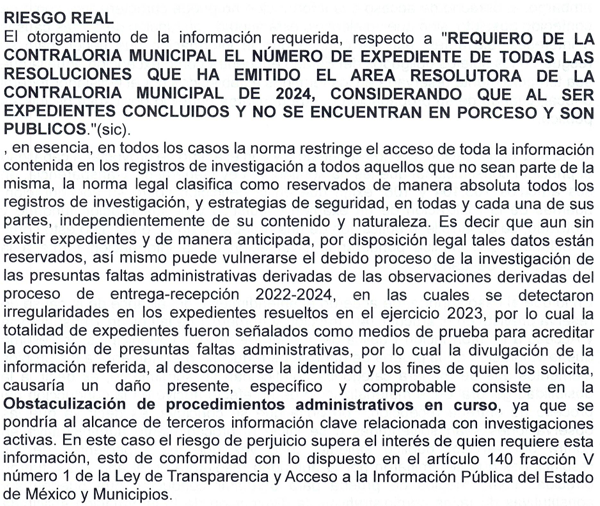 RIESGO REAL
El otorgamiento de la información requerida, respecto a "REQUIERO DE LA
CONTRALORIA MUNICIPAL EL NÚMERO DE EXPEDIENTE DE TODAS LAS
RESOLUCIONES QUE HA EMITIDO EL AREA RESOLUTORA DE LA
CONTRALORIA MUNICIPAL DE 2024, CONSIDERANDO QUE AL SER
EXPEDIENTES CONCLUIDOS Y NO SE ENCUENTRAN EN PORCESO Y SON
PUBLICOS."(sic).
, en esencia, en todos los casos la norma restringe el acceso de toda la información
contenida en los registros de investigación a todos aquellos que no sean parte de la
misma, la norma legal clasifica como reservados de manera absoluta todos los
registros de investigación, y estrategias de seguridad, en todas y cada una de sus
partes, independientemente de su contenido y naturaleza. Es decir que aun sin
existir expedientes y de manera anticipada, por disposición legal tales datos están
reservados, así mismo puede vulnerarse el debido proceso de la investigación de
las presuntas faltas administrativas derivadas de las observaciones derivadas del
proceso de entrega-recepción 2022-2024, en las cuales se detectaron
irregularidades en los expedientes resueltos en el ejercicio 2023, por lo cual la
totalidad de expedientes fueron señalados como medios de prueba para acreditar
la comisión de presuntas faltas administrativas, por lo cual la divulgación de la
información referida, al desconocerse la identidad y los fines de quien los solicita,
causaría un daño presente, específico y comprobable consiste en la
Obstaculización de procedimientos administrativos en curso, ya que se
pondría al alcance de terceros información clave relacionada con investigaciones
activas. En este caso el riesgo de perjuicio supera el interés de quien requiere esta
información, esto de conformidad con lo dispuesto en el artículo 140 fracción V
número 1 de la Ley de Transparencia y Acceso a la Información Pública del Estado
de México y Municipios.